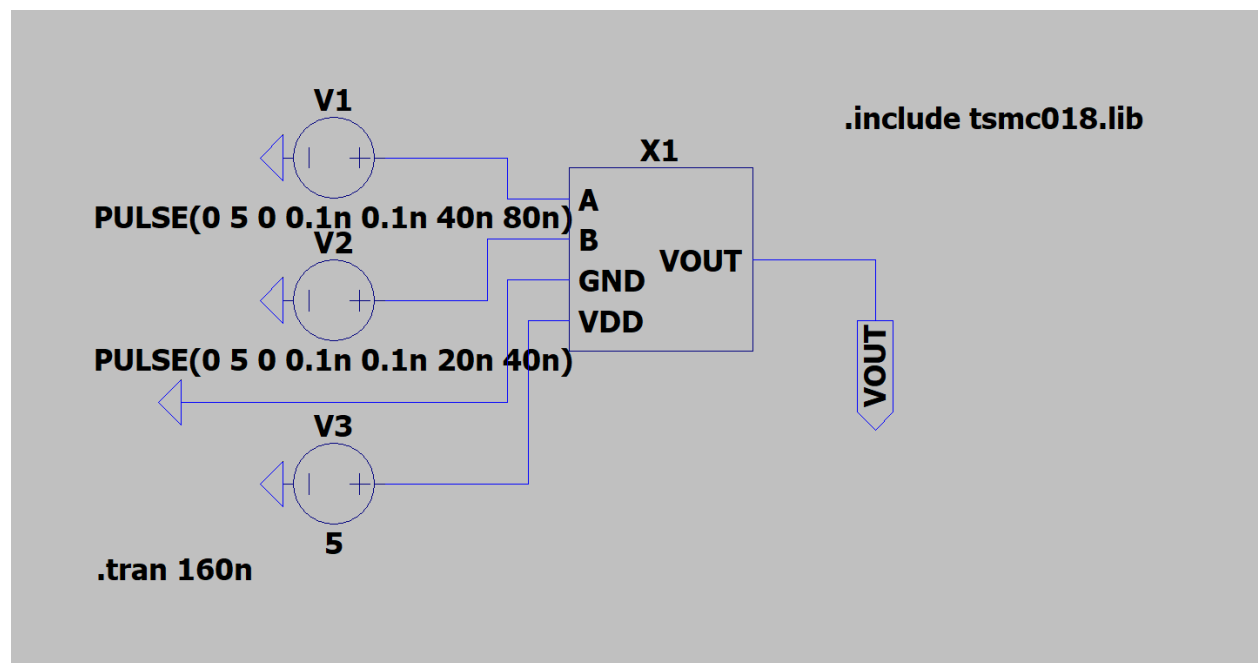 V1
.include tsmc018.lib
X1
A
PULSE(0 5 0 0.1n 0.1n 40n 80n)
V2
B
VOUT
GND
VDD
PULSE(0 5 0 0.1n 0.1n 20n 40n)
VOUT
V3
5
.tran 160n